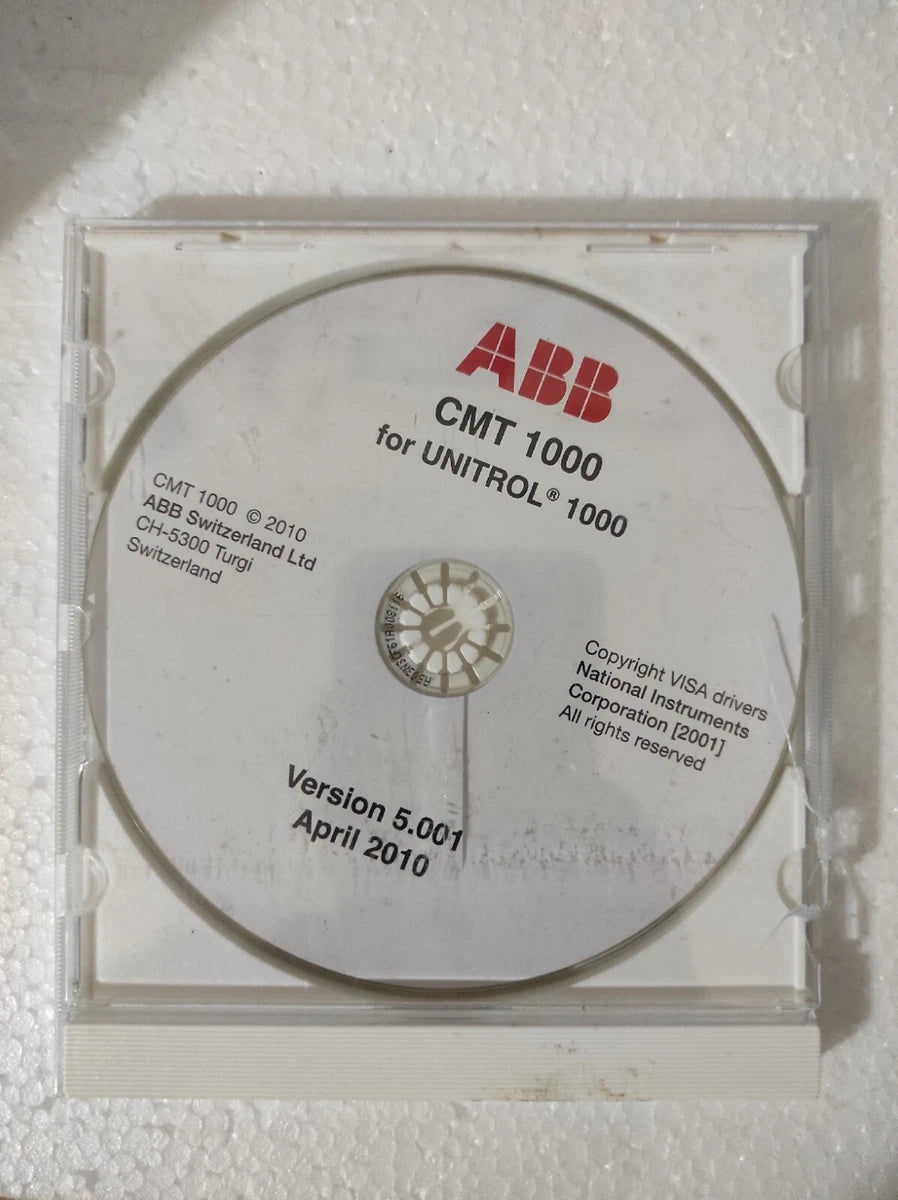 ABB
CMT 1000
for UNITROL® 1000
CMT 1000 © 2010
ABB Switzerland Ltd
CH-5300 Turgi
Switzerland
Copyright VISA drivers
National Instruments
Corporation [2001]
All rights reserved
Version 5.001
April 2010